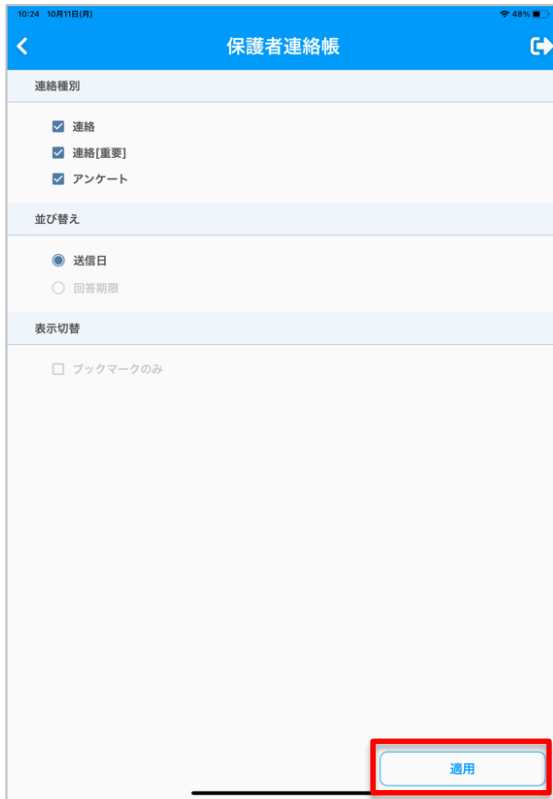 10:24 10月11日(月) 48%
保護者連絡帳
連絡種別
連絡
連絡[重要]
アンケート
並び替え
送信日
回答期限
表示切替
ブックマークのみ
適用